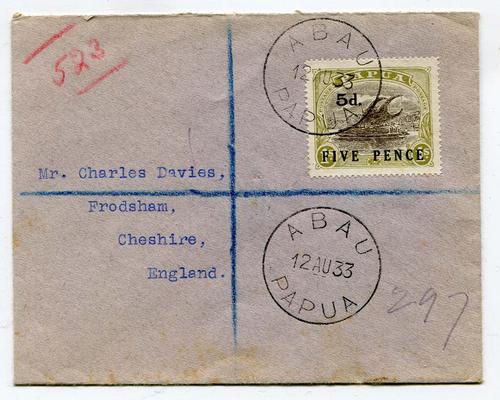 523
ABAU
12 AU 33
PAPUA
PAPUA
5d.
FIVE PENCE
Mr. Charles Davies,
Frodsham,
Cheshire,
England.
ABAU
12 AU 33
PAPUA
297